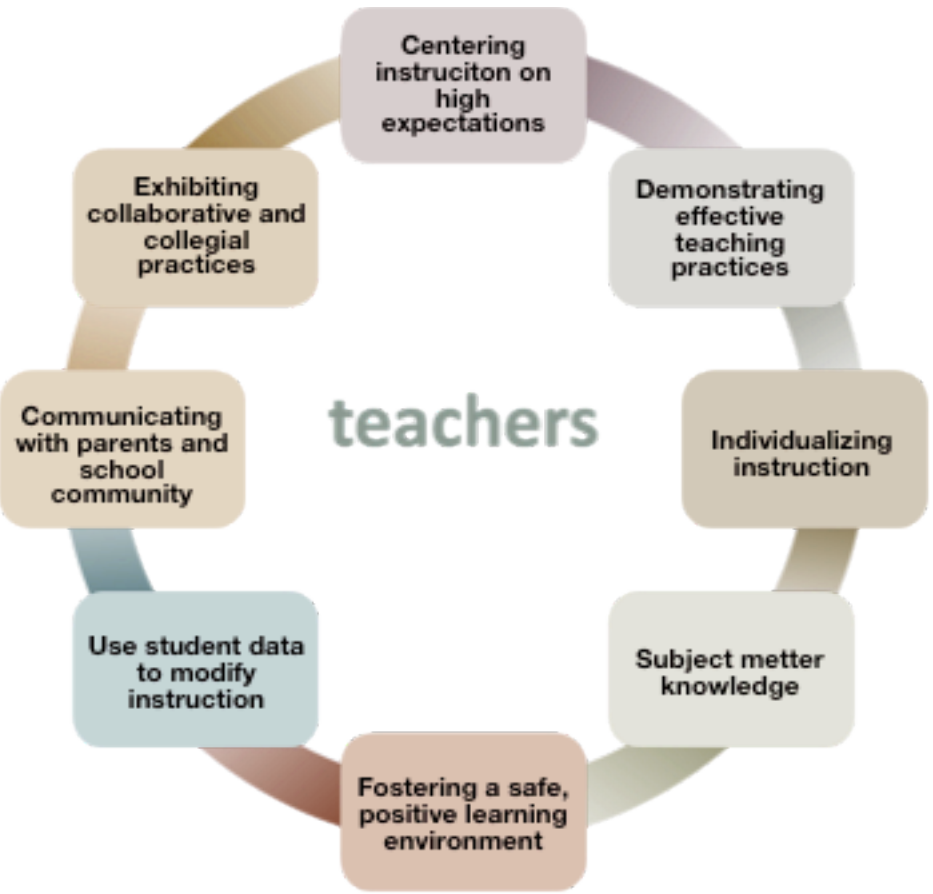 Centering
instruciton on
high
expectations
Demonstrating
effective
teaching
practices
Individualizing
instruction
Subject metter
knowledge
Fostering a safe,
positive learning
environment
Use student data
to modify
instruction
Communicating
with parents and
school
community
Exhibiting
collaborative and
collegial
practices
teachers